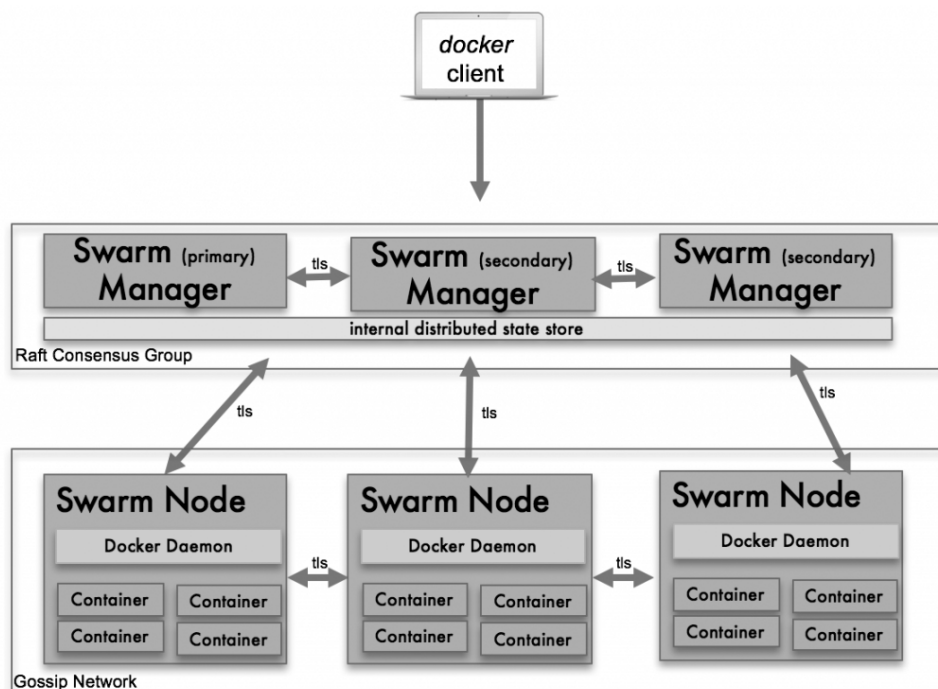 docker
client
Swarm (primary)
Manager
tls
Swarm (secondary)
Manager
tls
Swarm (secondary)
Manager
internal distributed state store
Raft Consensus Group
tls
tls
tls
Swarm Node
Docker Daemon
Container Container
Container Container
tls
Swarm Node
Docker Daemon
Container Container
Container Container
tls
Swarm Node
Docker Daemon
Container Container
Container Container
Gossip Network